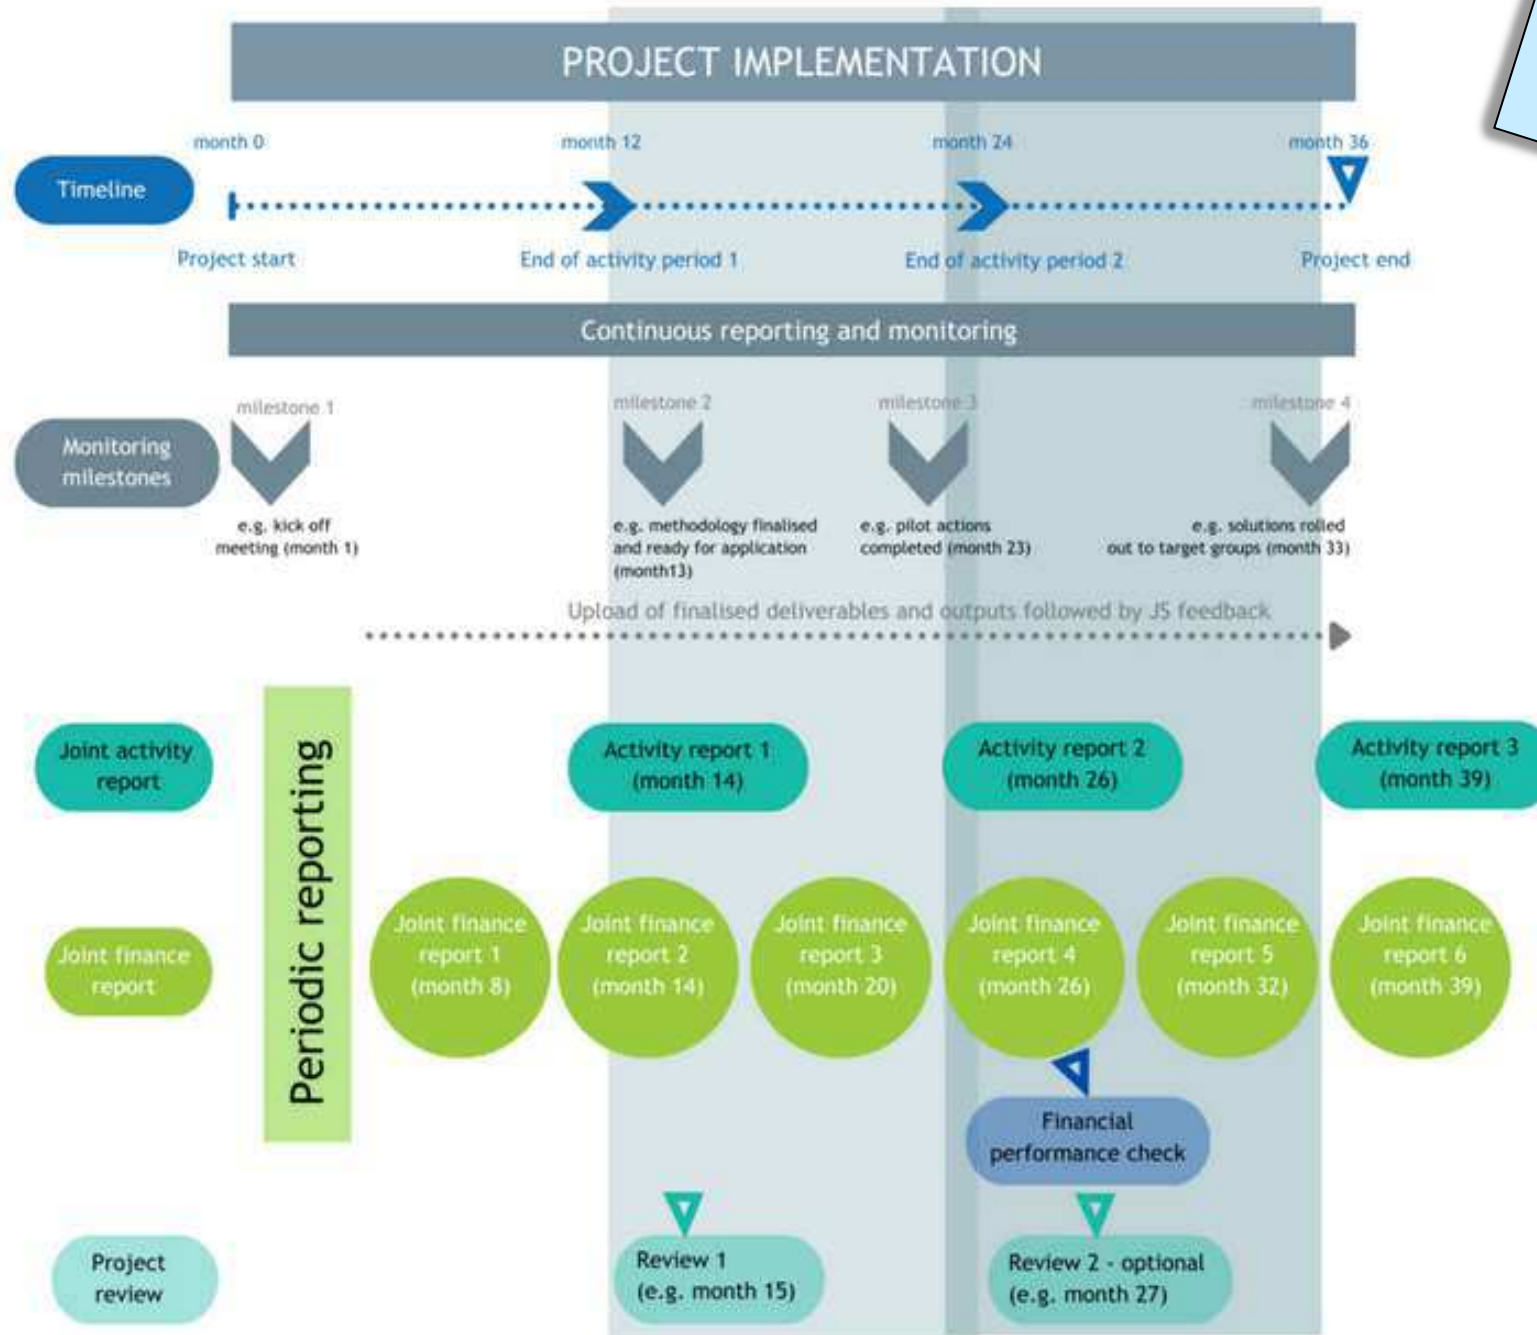 PROJECT IMPLEMENTATION
month 0
month 12
month 24
month 36
Timeline
Project start
End of activity period 1
End of activity period 2
Project end
Continuous reporting and monitoring
milestone 1
milestone 2
milestone 3
milestone 4
Monitoring
milestones
e.g. kick off
meeting (month 1)
e.g. methodology finalised
and ready for application
(month13)
e.g. pilot actions
completed (month 23)
e.g. solutions rolled
out to target groups (month 33)
Upload of finalised deliverables and outputs followed by JS feedback
Periodic reporting
Joint activity
report
Activity report 1
(month 14)
Activity report 2
(month 26)
Activity report 3
(month 39)
Joint finance
report
Joint finance
report 1
(month 8)
Joint finance
report 2
(month 14)
Joint finance
report 3
(month 20)
Joint finance
report 4
(month 26)
Joint finance
report 5
(month 32)
Joint finance
report 6
(month 39)
Financial
performance check
Project
review
Review 1
(e.g. month 15)
Review 2 - optional
(e.g. month 27)